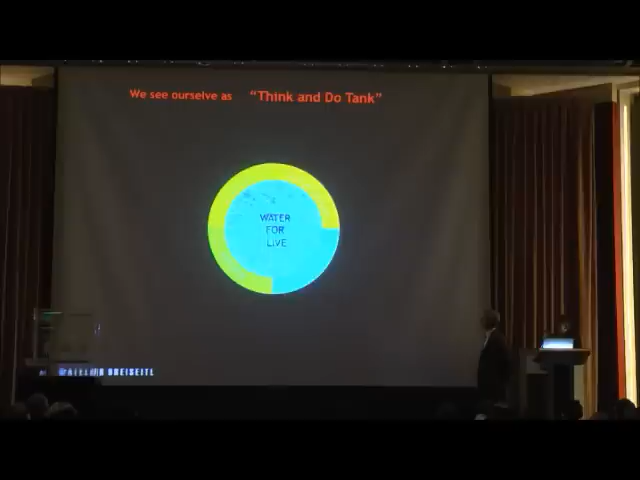 We see ourselve as “Think and Do Tank”
WATER
FOR
LIVE
DREISEITL